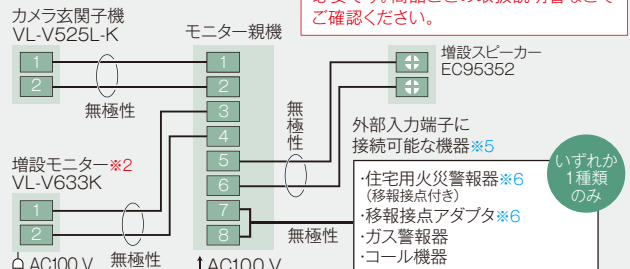 必要です。商品ごとの取扱説明書などで
ご確認ください。
カメラ玄関子機
VL-V525L-K
モニター親機
1
2
無極性
1
2
3
4
5
6
7
8
無極性
増設スピーカー
EC95352
増設モニター※2
VL-V633K
1
2
無極性
AC100 V
AC100 V
無極性
外部入力端子に
接続可能な機器※5
いずれか
1種類
のみ
・住宅用火災警報器※6
(移報接点付き)
・移報接点アダプタ※6
・ガス警報器
・コール機器